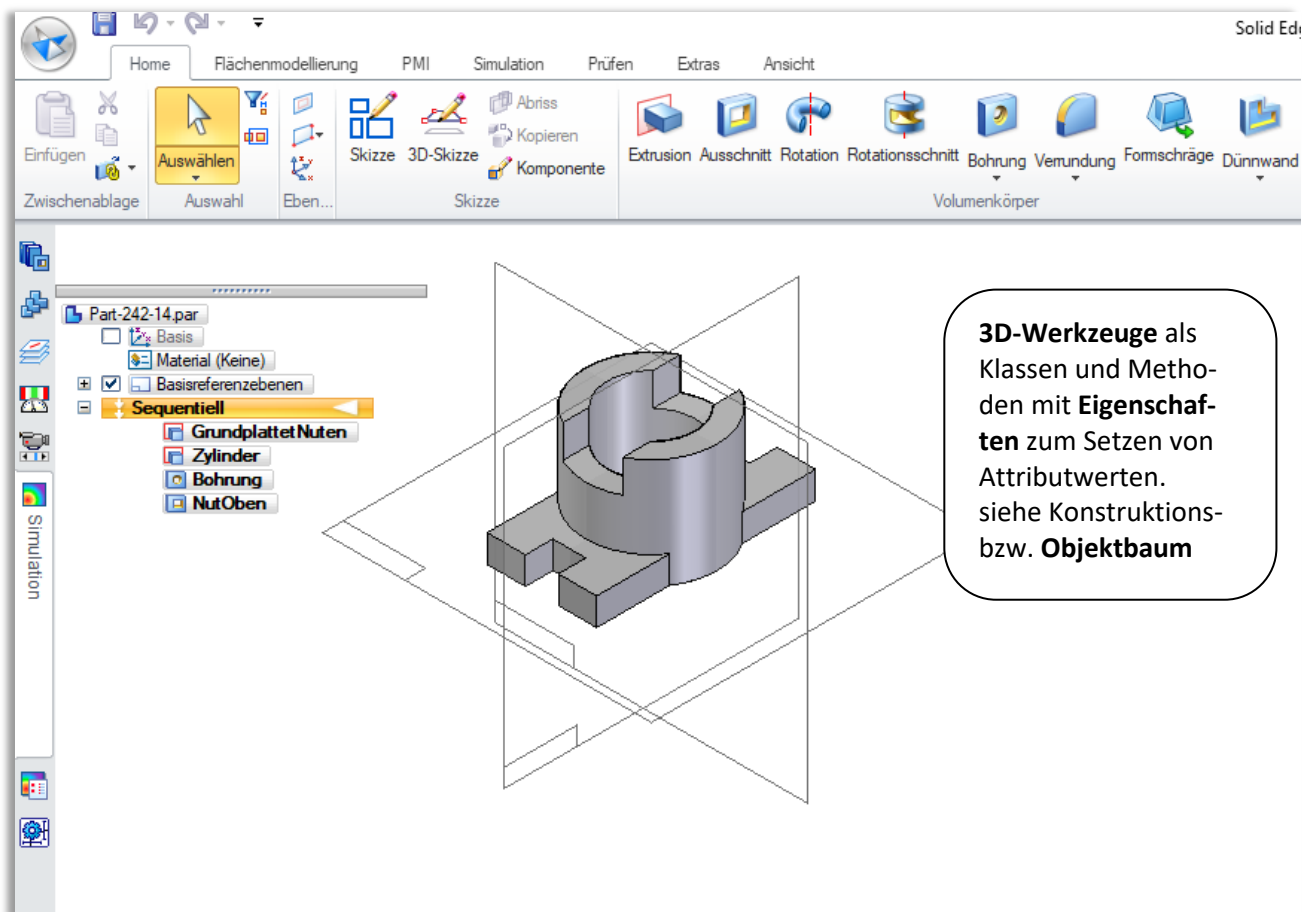 Solid Edg
Home Flächenmodellierung PMI Simulation Prüfen Extras Ansicht
Einfügen
Auswählen
Skizze 3D-Skizze
Abriss
Kopieren
Komponente
Extrusion Ausschnitt Rotation Rotationsschnitt Bohrung Verrundung Formschräge Dünnwand
Zwischenablage Auswahl Eben... Skizze Volumenkörper
Part-242-14.par
Basis
Material (Keine)
Basisreferenzebenen
Sequentiell
GrundplattetNuten
Zylinder
Bohrung
NutOben
Simulation
3D-Werkzeuge als
Klassen und Metho-
den mit Eigenschaf-
ten zum Setzen von
Attributwerten.
siehe Konstruktions-
bzw. Objektbaum